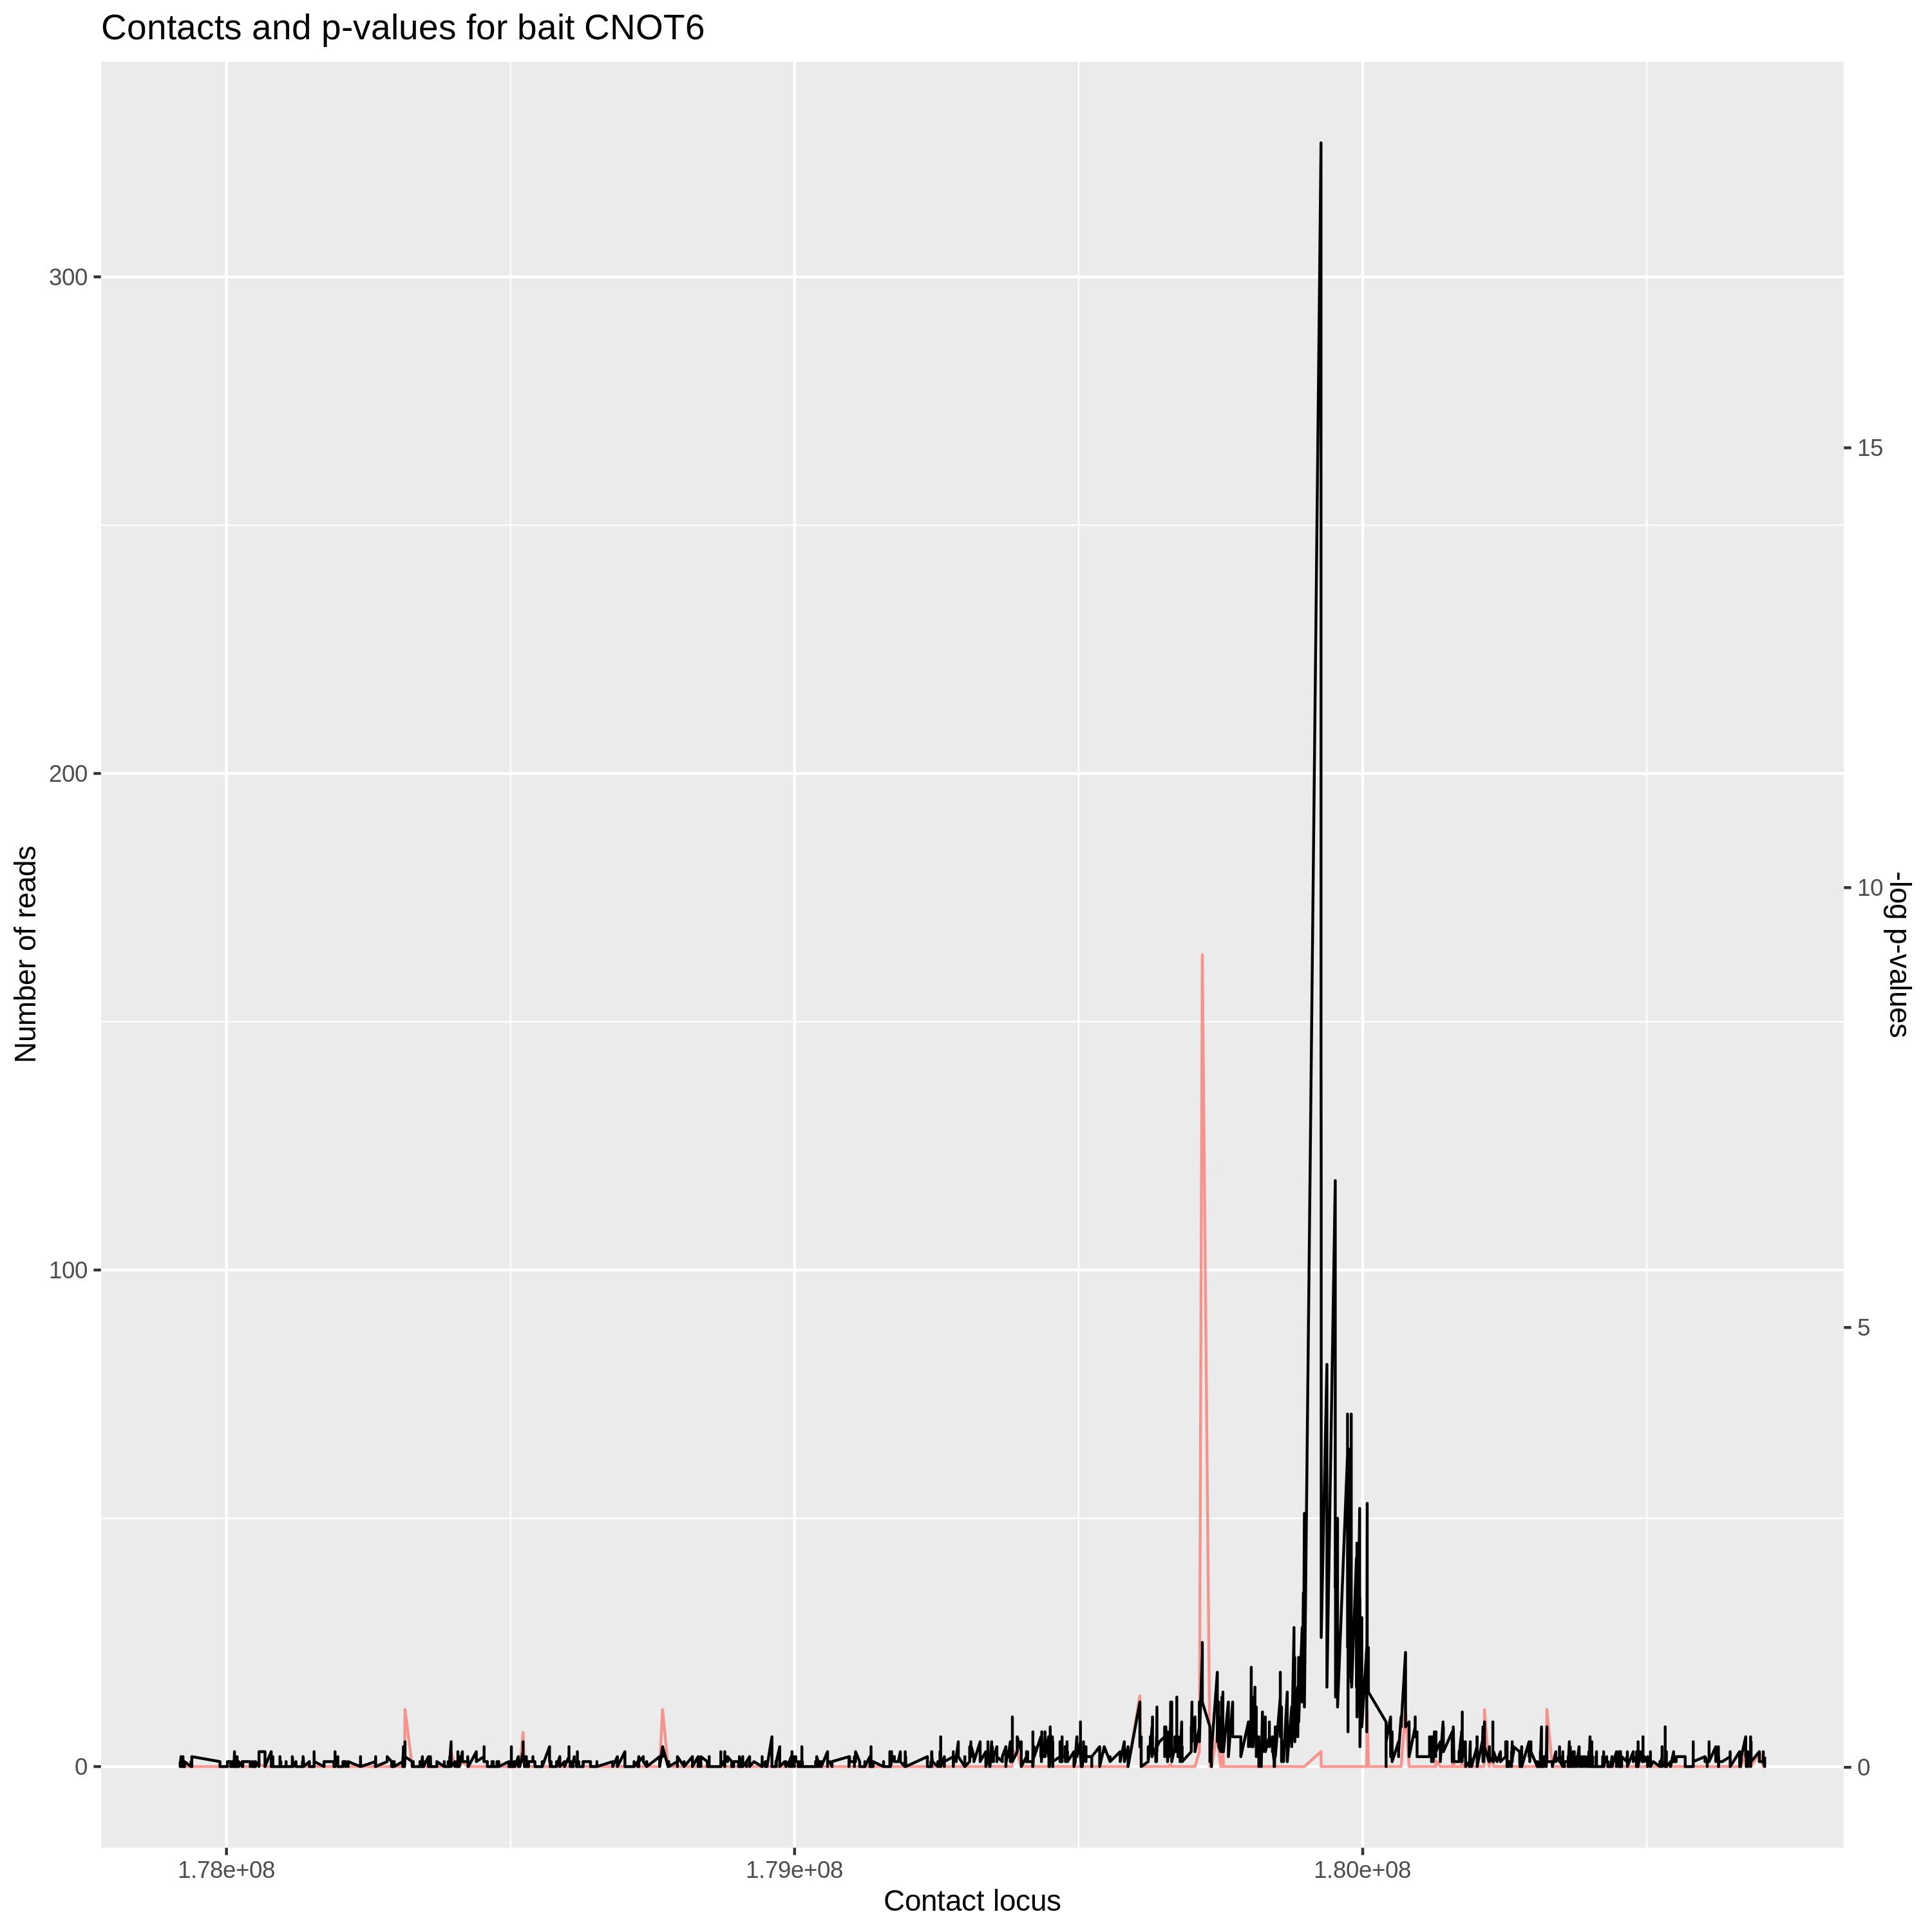 Contacts and p-values for bait CNOT6
300
200
100
0
Number of reads
15
10
5
0
-log p-values
1.78e+08
1.79e+08
1.80e+08
Contact locus